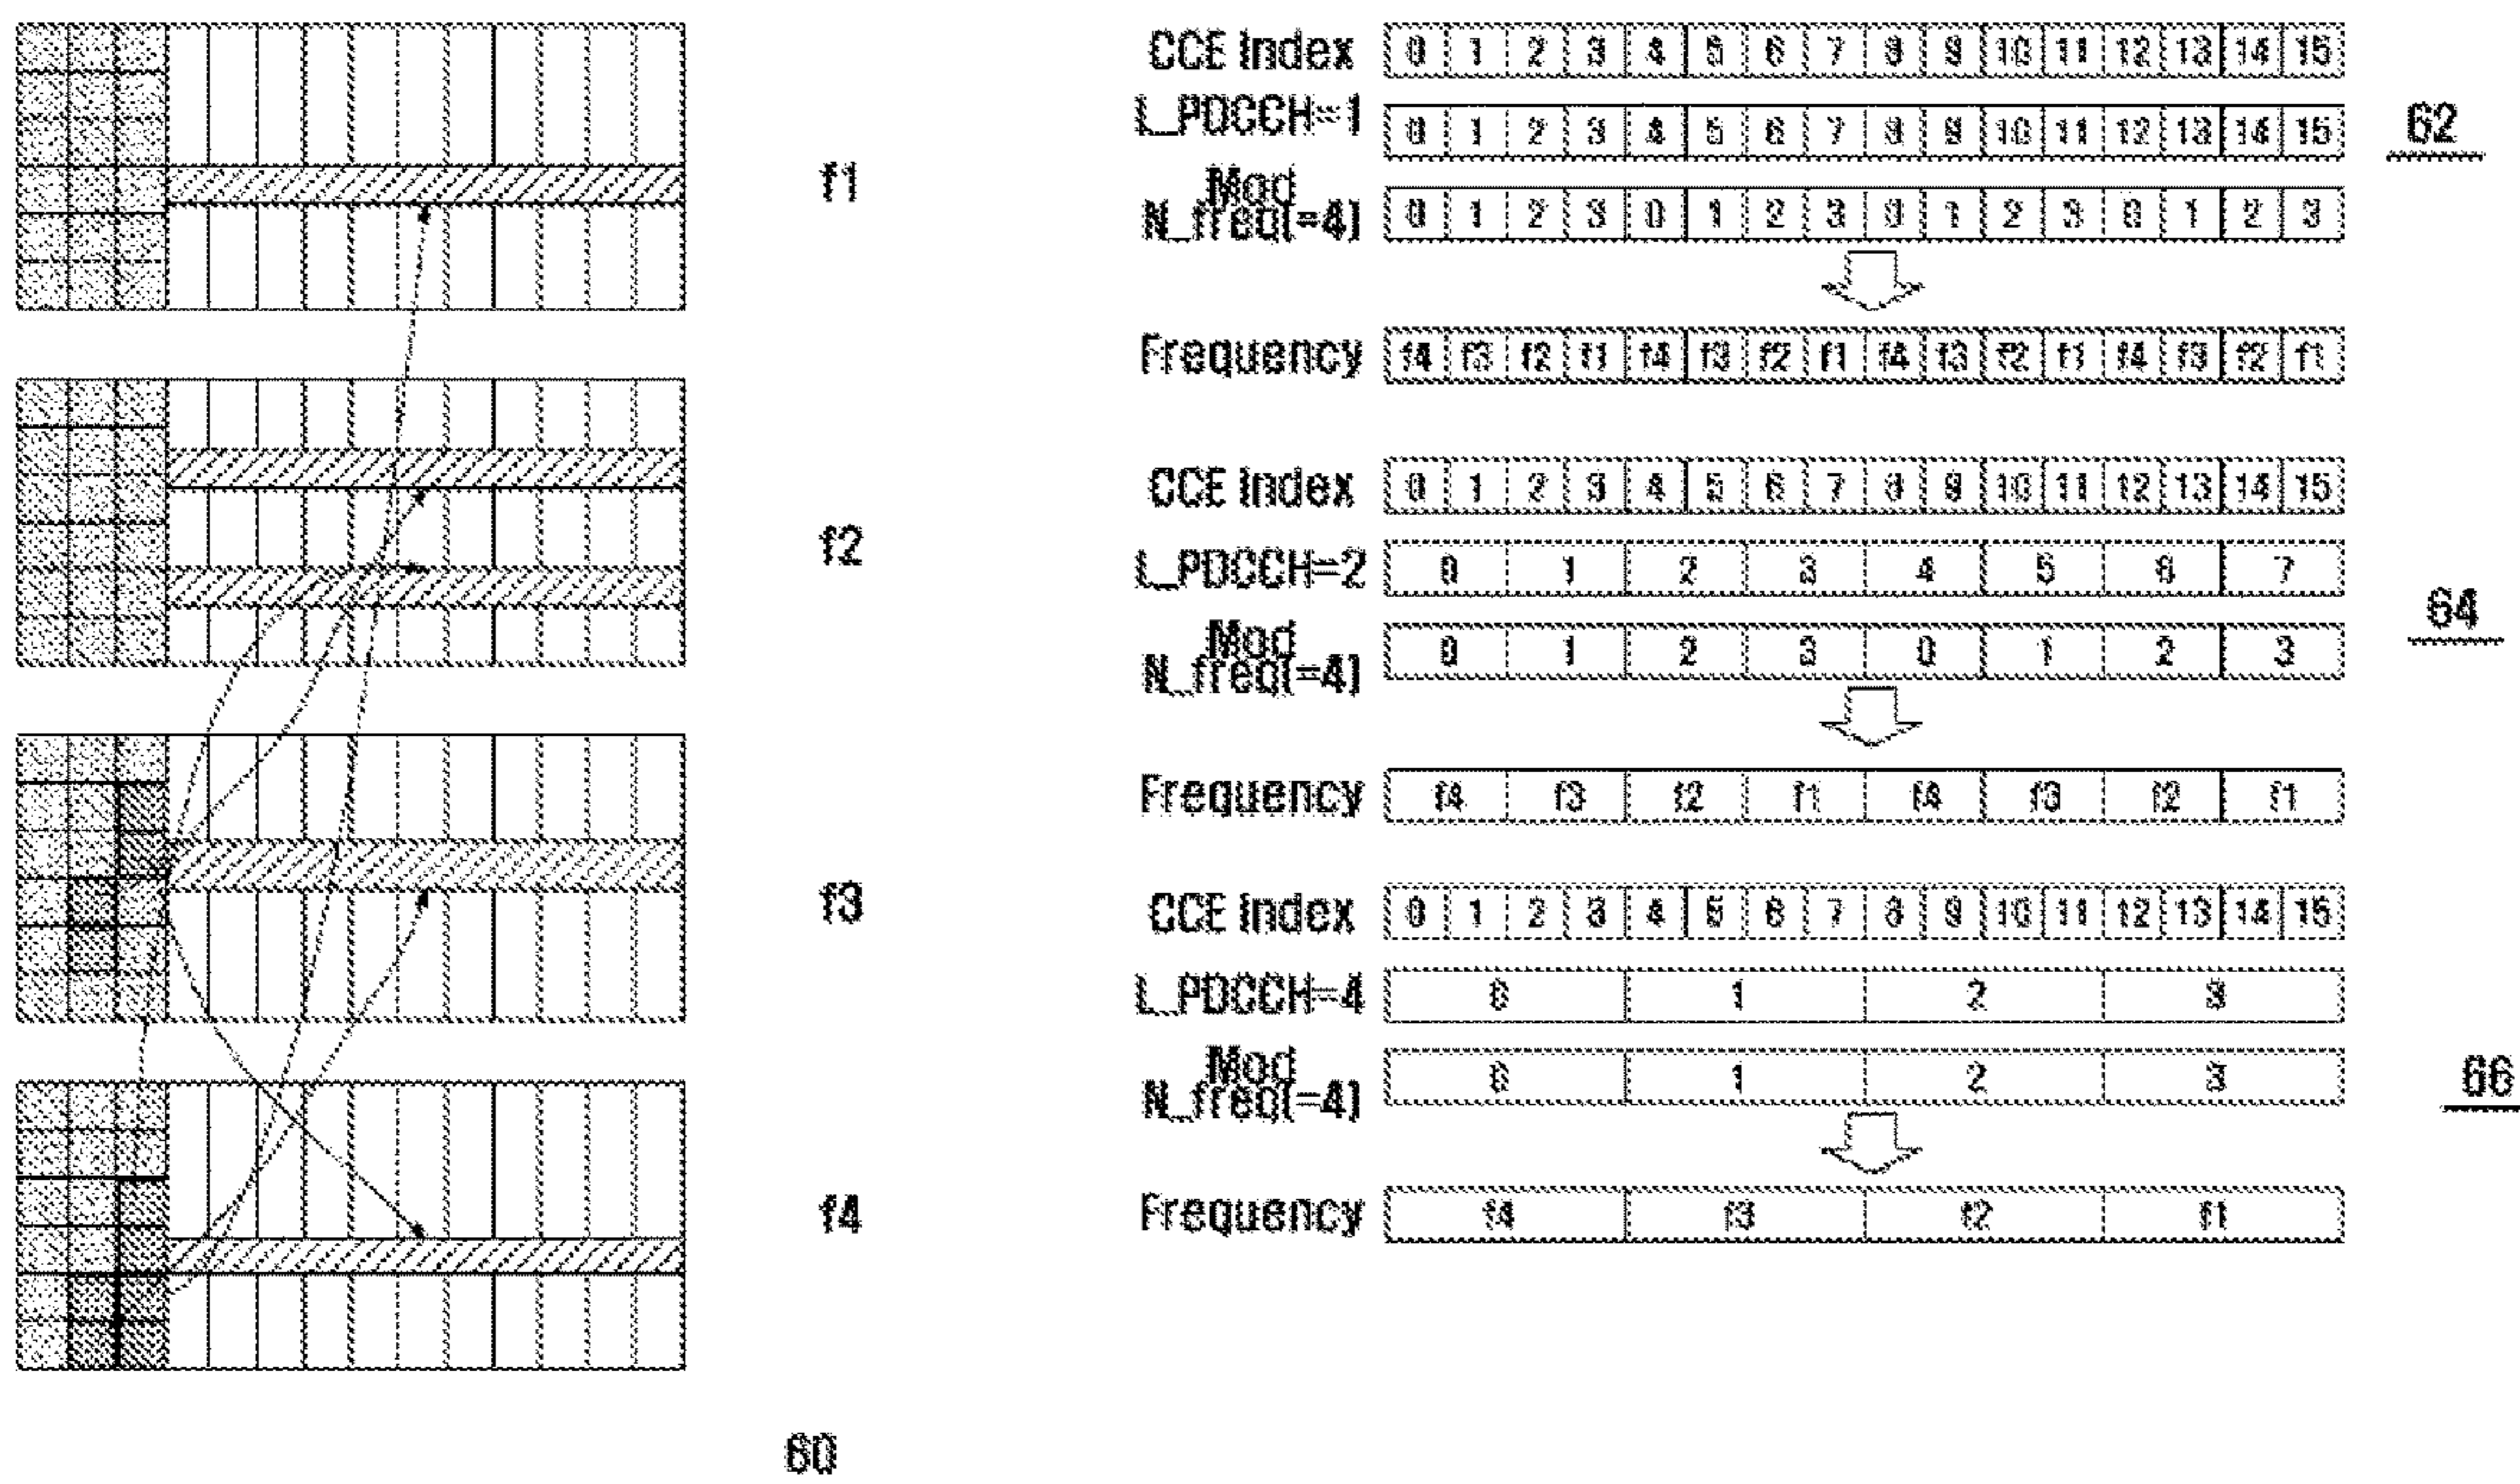 f1
f2
f3
f4
60
CCE Index 0 1 2 3 4 5 6 7 8 9 10 11 12 13 14 15
L_PDCCH=1 0 1 2 3 4 5 6 7 8 9 10 11 12 13 14 15
Mod
N_freq(=4) 0 1 2 3 0 1 2 3 0 1 2 3 0 1 2 3
Frequency f4 f3 f2 f1 f4 f3 f2 f1 f4 f3 f2 f1 f4 f3 f2 f1
62
CCE Index 0 1 2 3 4 5 6 7 8 9 10 11 12 13 14 15
L_PDCCH=2 0 1 2 3 4 5 6 7
Mod
N_freq(=4) 0 1 2 3 0 1 2 3
Frequency f4 f3 f2 f1 f4 f3 f2 f1
64
CCE Index 0 1 2 3 4 5 6 7 8 9 10 11 12 13 14 15
L_PDCCH=4 0 1 2 3
Mod
N_freq(=4) 0 1 2 3
Frequency f4 f3 f2 f1
66